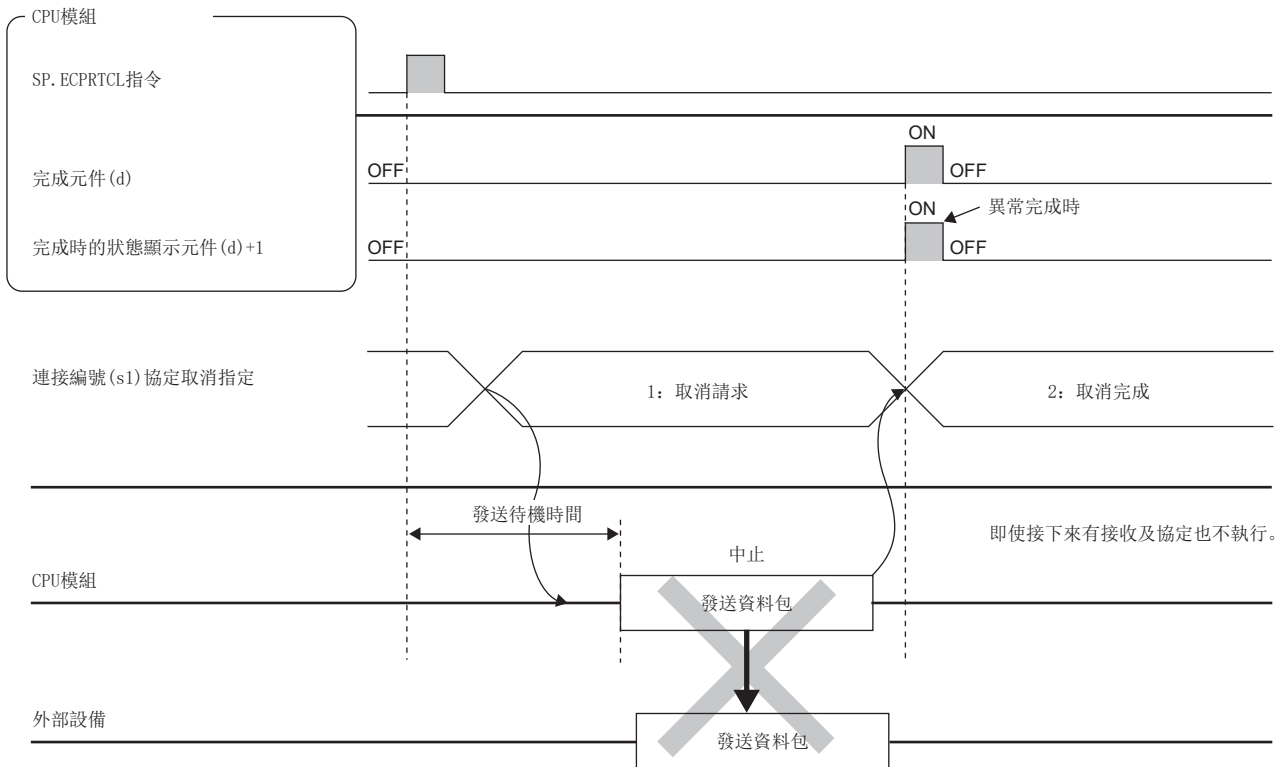 CPU模組
SP.ECPRTCL指令
ON
完成元件(d)
OFF
OFF
ON
異常完成時
完成時的狀態顯示元件(d)+1
OFF
OFF
連接編號(s1)協定取消指定
1：取消請求
2：取消完成
發送待機時間
即使接下來有接收及協定也不執行。
中止
CPU模組
發送資料包
外部設備
發送資料包